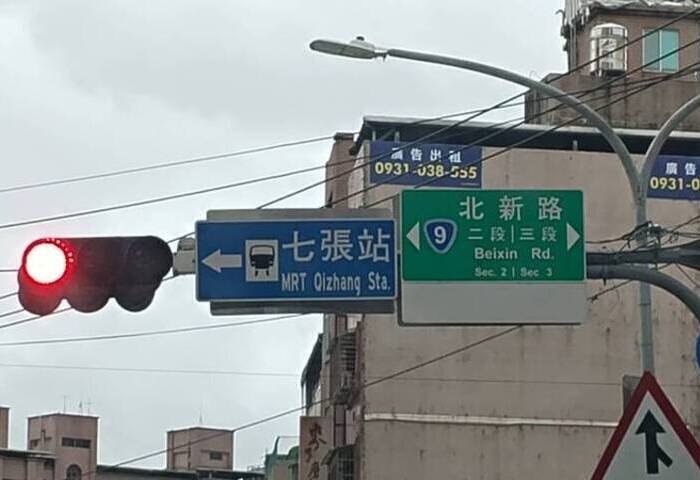 廣告出租
0931-038-555
廣告
0931-0
七張站
MRT Qizhang Sta.
9
北新路
二段|三段
Beixin Rd.
Sec. 2 | Sec. 3